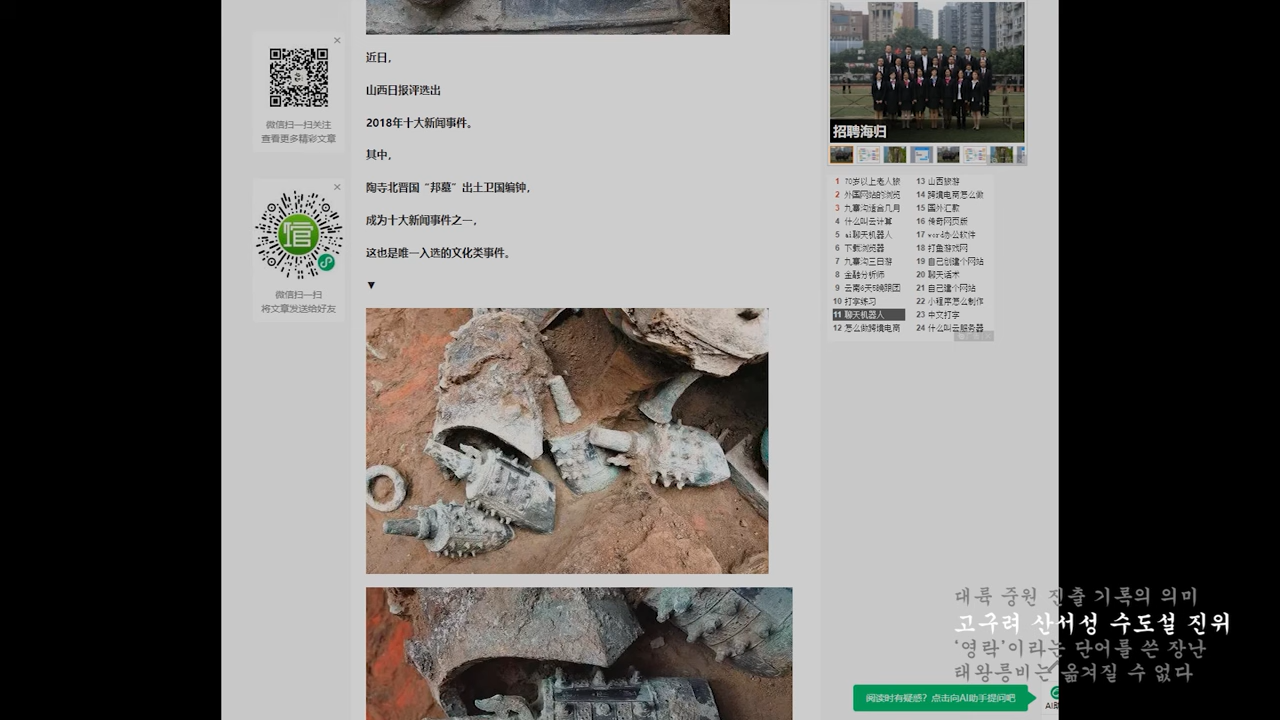 近日，
山西日报评选出
2018年十大新闻事件。
其中，
陶寺北晋国“邦墓”出土卫国编钟，
成为十大新闻事件之一，
这也是唯一入选的文化类事件。
▼
微信扫一扫关注
查看更多精彩文章
信
微信扫一扫
将文章发送给好友
招聘海归
1 70岁以上老人旅
2 外国网站的浏览
3 九寨沟适合几月
4 什么叫云计算
5 ai聊天机器人
6 下载浏览器
7 九寨沟三日游
8 金融分析师
9 云南6天5晚跟团
10 打字练习
11 聊天机器人
12 怎么做跨境电商
13 山西旅游
14 跨境电商怎么做
15 国外汇款
16 传奇网页版
17 word办公软件
18 打鱼游戏网
19 自己创建个网站
20 聊天话术
21 自己建个网站
22 小程序怎么制作
23 中文打字
24 什么叫云服务器
대륙 중원 진출 기록의 의미
고구려 산서성 수도설 진위
‘영락’이라는 단어를 쓴 장난
태왕릉비는 옮겨질 수 없다
阅读时有疑惑？点击向AI助手提问吧